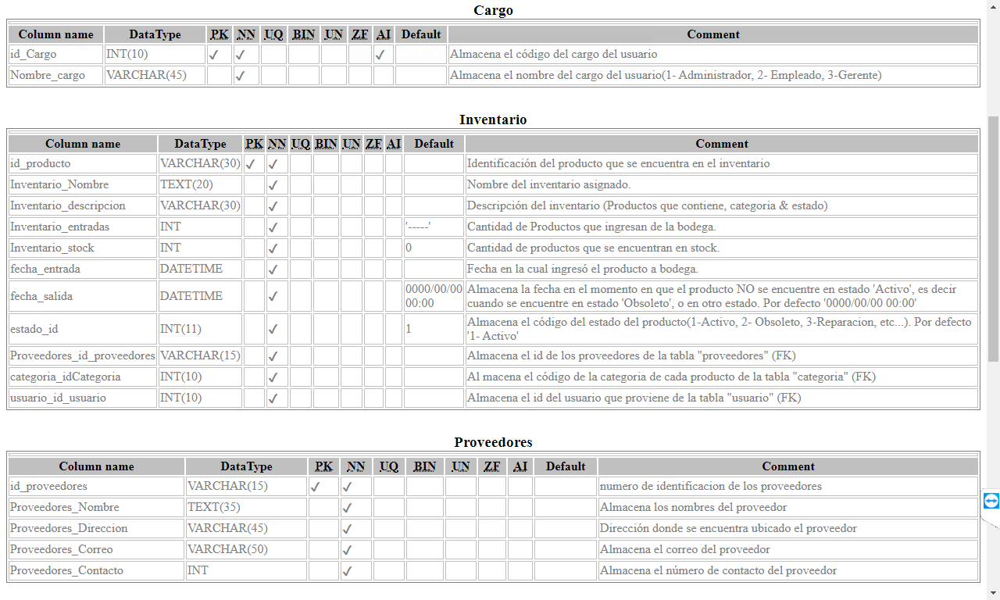 Cargo
Column name DataType PK NN UQ BIN UN ZF AI Default Comment
id_Cargo INT(10) ✓ ✓ ✓ Almacena el código del cargo del usuario
Nombre_cargo VARCHAR(45) ✓ Almacena el nombre del cargo del usuario(1- Administrador, 2- Empleado, 3-Gerente)
Inventario
Column name DataType PK NN UQ BIN UN ZF AI Default Comment
id_producto VARCHAR(30) ✓ ✓ Identificación del producto que se encuentra en el inventario
Inventario_Nombre TEXT(20) ✓ Nombre del inventario asignado.
Inventario_descripcion VARCHAR(30) ✓ Descripción del inventario (Productos que contiene, categoria & estado)
Inventario_entradas INT ✓ '-----' Cantidad de Productos que ingresan de la bodega.
Inventario_stock INT ✓ 0 Cantidad de productos que se encuentran en stock.
fecha_entrada DATETIME ✓ Fecha en la cual ingresó el producto a bodega.
fecha_salida DATETIME ✓ 0000/00/00 Almacena la fecha en el momento en que el producto NO se encuentre en estado 'Activo', es decir
00:00 cuando se encuentre en estado 'Obsoleto', o en otro estado. Por defecto '0000/00/00 00:00'
estado_id INT(11) ✓ 1 Almacena el código del estado del producto(1-Activo, 2- Obsoleto, 3-Reparacion, etc...). Por defecto
'1- Activo'
Proveedores_id_proveedores VARCHAR(15) ✓ Almacena el id de los proveedores de la tabla "proveedores" (FK)
categoria_idCategoria INT(10) ✓ Al macena el código de la categoria de cada producto de la tabla "categoria" (FK)
usuario_id_usuario INT(10) ✓ Almacena el id del usuario que proviene de la tabla "usuario" (FK)
Proveedores
Column name DataType PK NN UQ BIN UN ZF AI Default Comment
id_proveedores VARCHAR(15) ✓ ✓ numero de identificacion de los proveedores
Proveedores_Nombre TEXT(35) ✓ Almacena los nombres del proveedor
Proveedores_Direccion VARCHAR(45) ✓ Dirección donde se encuentra ubicado el proveedor
Proveedores_Correo VARCHAR(50) ✓ Almacena el correo del proveedor
Proveedores_Contacto INT ✓ Almacena el número de contacto del proveedor